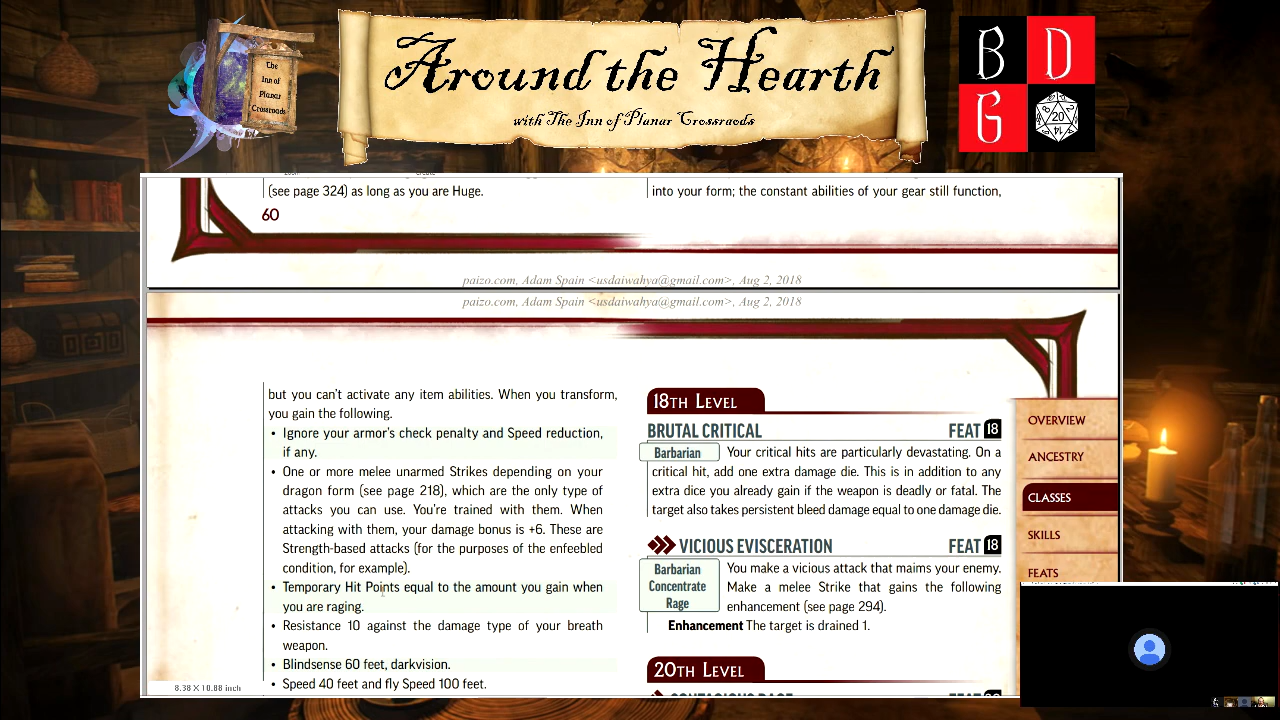 The
Inn of
Planar
Crossroads
Around the Hearth
with The Inn of Planar Crossraods
B D
G 20
(see page 324) as long as you are Huge.
60
into your form; the constant abilities of your gear still function,
paizo.com, Adam Spain <usdaiwahya@gmail.com>, Aug 2, 2018
paizo.com, Adam Spain <usdaiwahya@gmail.com>, Aug 2, 2018
but you can't activate any item abilities. When you transform,
you gain the following.
• Ignore your armor's check penalty and Speed reduction,
if any.
• One or more melee unarmed Strikes depending on your
dragon form (see page 218), which are the only type of
attacks you can use. You're trained with them. When
attacking with them, your damage bonus is +6. These are
Strength-based attacks (for the purposes of the enfeebled
condition, for example).
• Temporary Hit Points equal to the amount you gain when
you are raging.
• Resistance 10 against the damage type of your breath
weapon.
• Blindsense 60 feet, darkvision.
• Speed 40 feet and fly Speed 100 feet.
8.38 X 10.88 inch
18TH LEVEL
BRUTAL CRITICAL FEAT 18
Barbarian Your critical hits are particularly devastating. On a
critical hit, add one extra damage die. This is in addition to any
extra dice you already gain if the weapon is deadly or fatal. The
target also takes persistent bleed damage equal to one damage die.
VICIOUS EVISCERATION FEAT 18
Barbarian
Concentrate
Rage
You make a vicious attack that maims your enemy.
Make a melee Strike that gains the following
enhancement (see page 294).
Enhancement The target is drained 1.
20TH LEVEL
OVERVIEW
ANCESTRY
CLASSES
SKILLS
FEATS